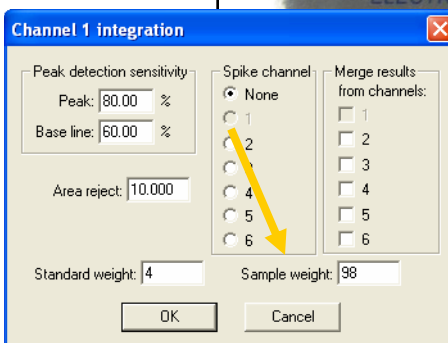 Channel 1 integration
Peak detection sensitivity
Peak: 80.00 %
Base line: 60.00 %
Area reject: 10.000
Spike channel
None
1
2
3
4
5
6
Merge results
from channels:
1
2
3
4
5
6
Standard weight: 4
Sample weight: 98
OK
Cancel